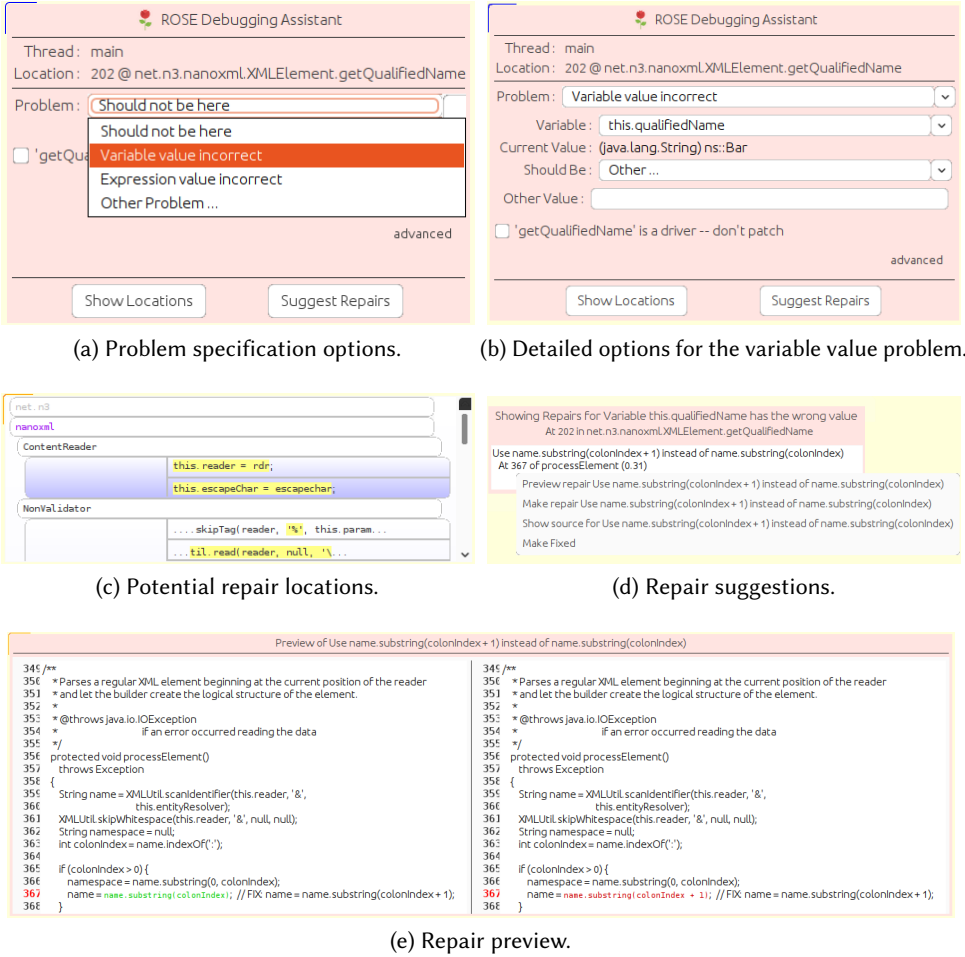 ROSE Debugging Assistant
Thread : main
Location : 202 @ net.n3.nanoxml.XMLElement.getQualifiedName
Problem : Should not be here
Should not be here
Variable value incorrect
Expression value incorrect
Other Problem ...
'getQua
advanced
Show Locations
Suggest Repairs
(a) Problem specification options.
ROSE Debugging Assistant
Thread : main
Location : 202 @ net.n3.nanoxml.XMLElement.getQualifiedName
Problem : Variable value incorrect
Variable : this.qualifiedName
Current Value : (java.lang.String) ns::Bar
Should Be : Other ...
Other Value :
'getQualifiedName' is a driver -- don't patch
advanced
Show Locations
Suggest Repairs
(b) Detailed options for the variable value problem.
net.n3
nanoxml
ContentReader
this.reader = rdr;
this.escapeChar = escapechar;
NonValidator
....skipTag(reader, '%', this.param...
...til.read(reader, null, '\...
(c) Potential repair locations.
Showing Repairs for Variable this.qualifiedName has the wrong value
At 202 in net.n3.nanoxml.XMLElement.getQualifiedName
Use name.substring(colonIndex + 1) instead of name.substring(colonIndex)
At 367 of processElement (0.31)
Preview repair Use name.substring(colonIndex + 1) instead of name.substring(colonIndex)
Make repair Use name.substring(colonIndex + 1) instead of name.substring(colonIndex)
Show source for Use name.substring(colonIndex + 1) instead of name.substring(colonIndex)
Make Fixed
(d) Repair suggestions.
Preview of Use name.substring(colonIndex + 1) instead of name.substring(colonIndex)
349 /**
350 * Parses a regular XML element beginning at the current position of the reader
351 * and let the builder create the logical structure of the element.
352 *
353 * @throws java.io.IOException
354 * if an error occurred reading the data
355 */
356 protected void processElement()
357 throws Exception
358 {
359 String name = XMLUtil.scanIdentifier(this.reader, '&',
360 this.entityResolver);
361 XMLUtil.skipWhitespace(this.reader, '&', null, null);
362 String namespace = null;
363 int colonIndex = name.indexOf(':');
364
365 if (colonIndex > 0) {
366 namespace = name.substring(0, colonIndex);
367 name = name.substring(colonIndex); // FIX: name = name.substring(colonIndex + 1);
368 }
349 /**
350 * Parses a regular XML element beginning at the current position of the reader
351 * and let the builder create the logical structure of the element.
352 *
353 * @throws java.io.IOException
354 * if an error occurred reading the data
355 */
356 protected void processElement()
357 throws Exception
358 {
359 String name = XMLUtil.scanIdentifier(this.reader, '&',
360 this.entityResolver);
361 XMLUtil.skipWhitespace(this.reader, '&', null, null);
362 String namespace = null;
363 int colonIndex = name.indexOf(':');
364
365 if (colonIndex > 0) {
366 namespace = name.substring(0, colonIndex);
367 name = name.substring(colonIndex + 1); // FIX: name = name.substring(colonIndex + 1);
368 }
(e) Repair preview.